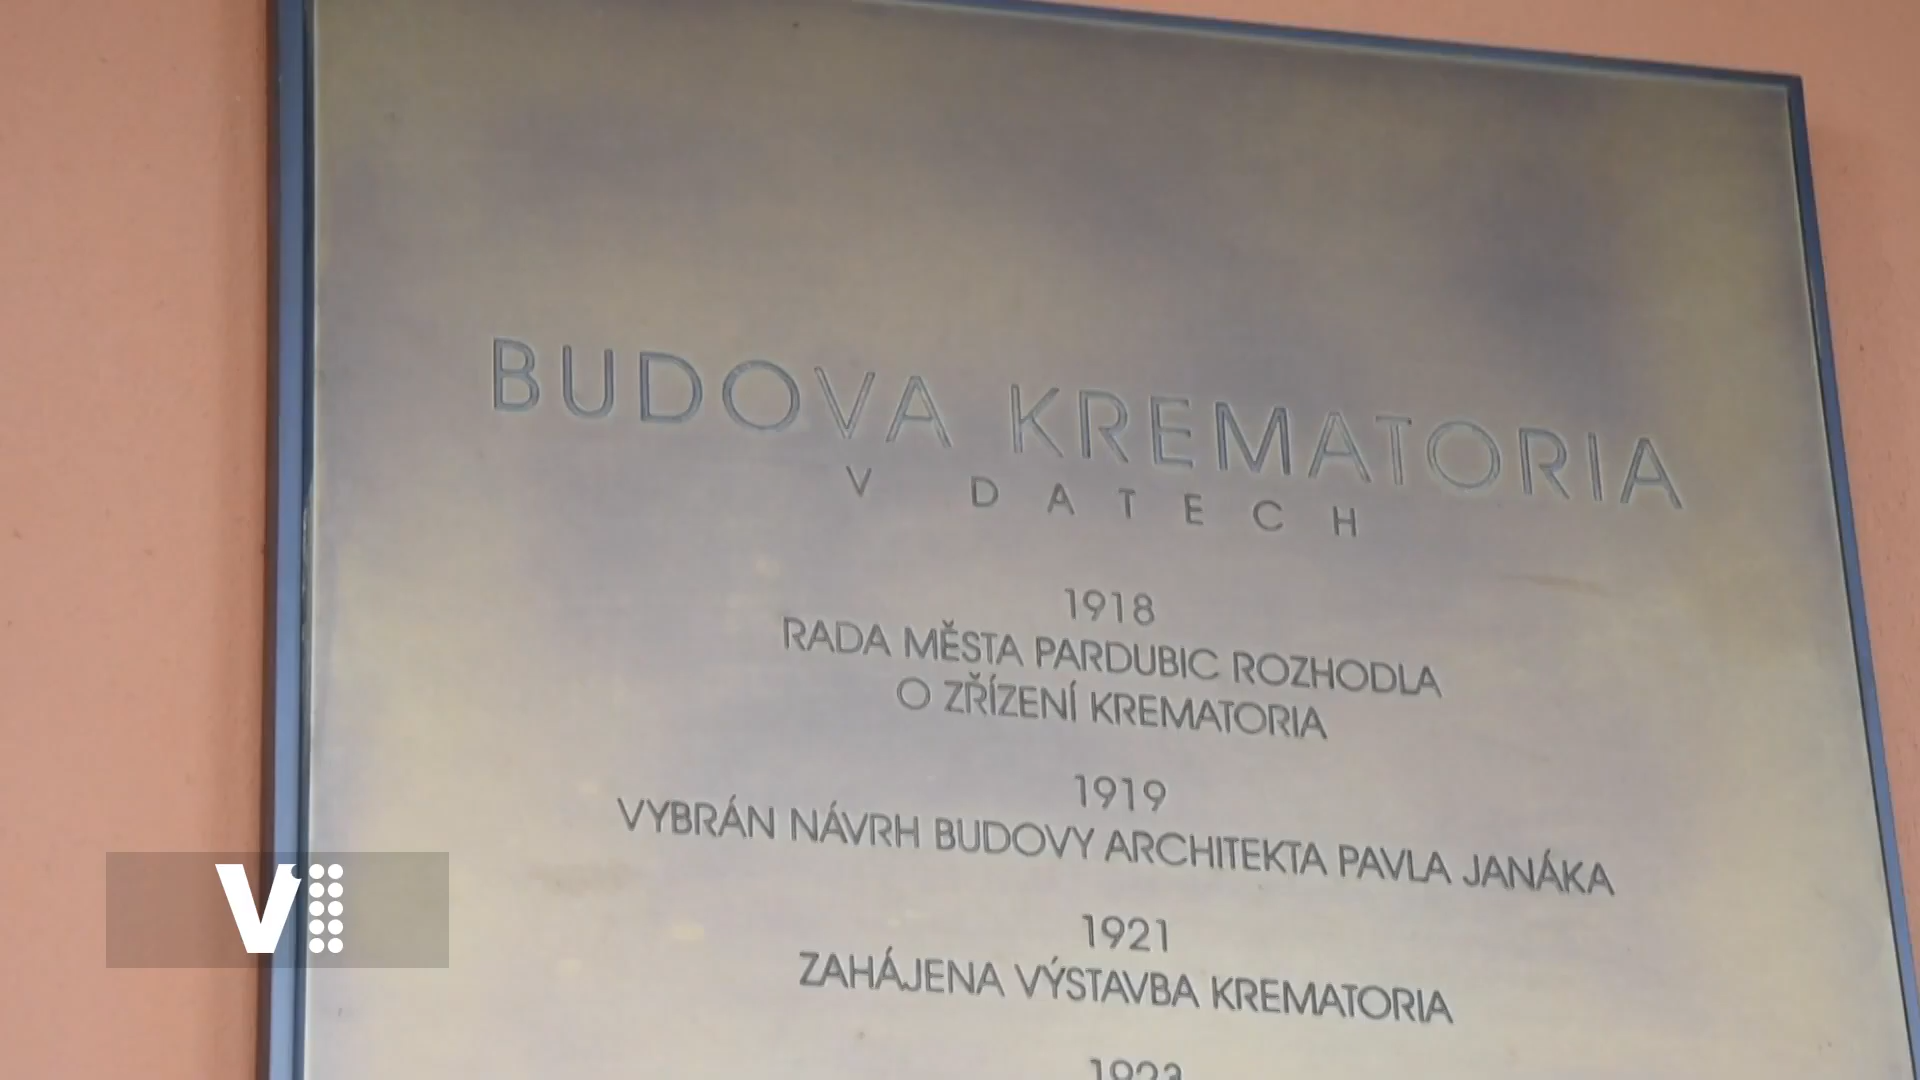 BUDOVA KREMATORIA
V DATECH
1918
RADA MĚSTA PARDUBIC ROZHODLA
O ZŘÍZENÍ KREMATORIA
1919
VYBRÁN NÁVRH BUDOVY ARCHITEKTA PAVLA JANÁKA
1921
ZAHÁJENA VÝSTAVBA KREMATORIA
1923